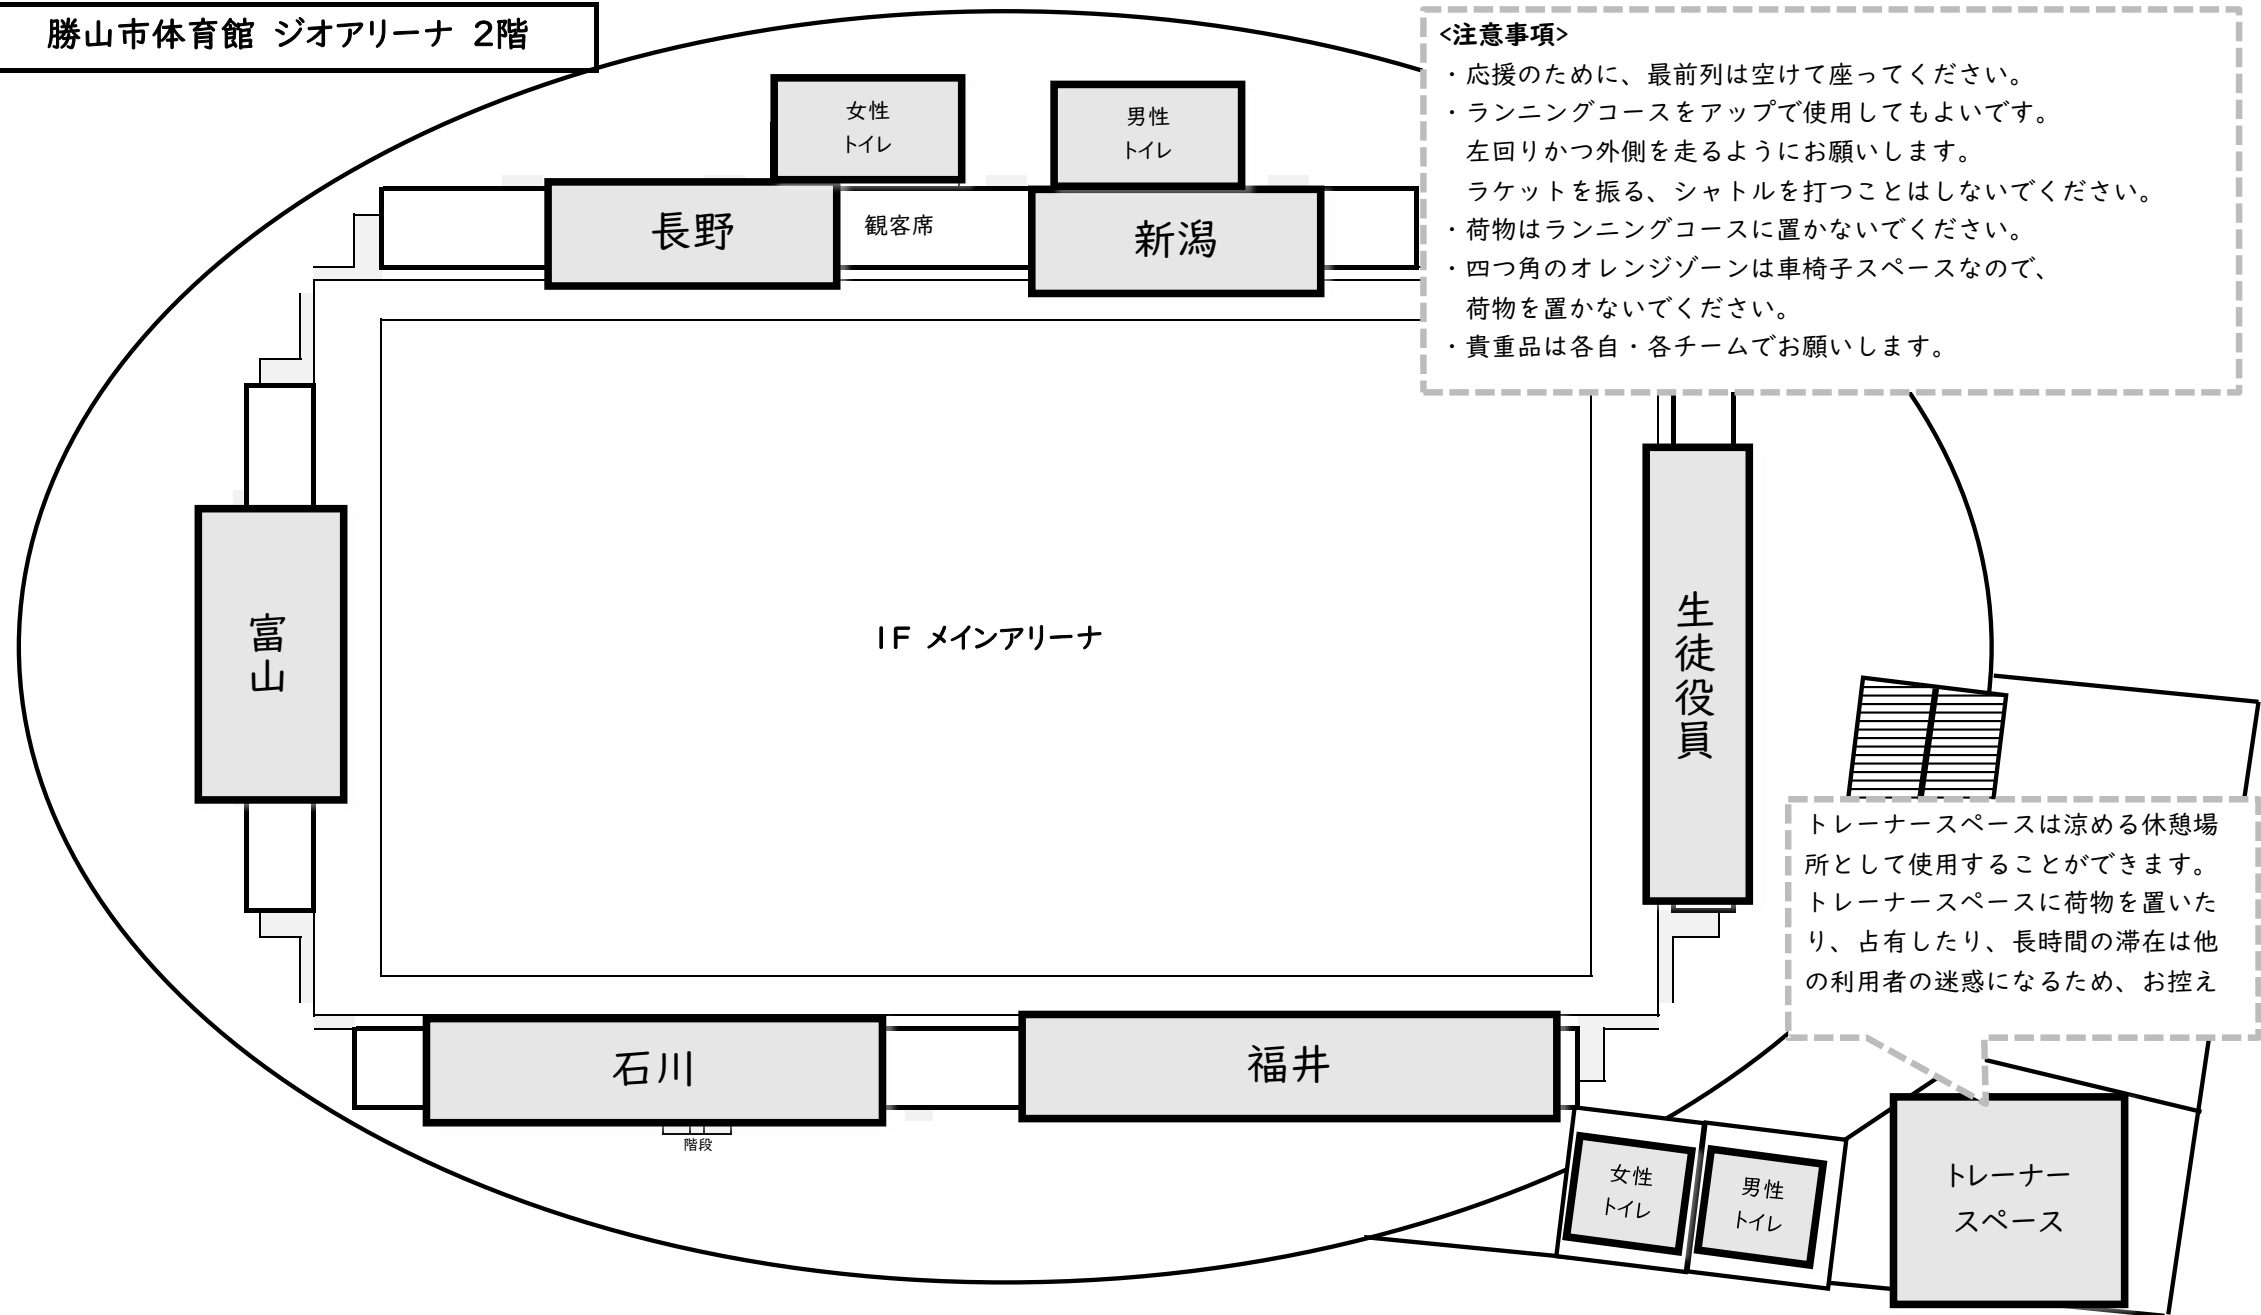 勝山市体育館 ジオアリーナ 2階
<注意事項>
・応援のために、最前列は空けて座ってください。
・ランニングコースをアップで使用してもよいです。
左回りかつ外側を走るようにお願いします。
ラケットを振る、シャトルを打つことはしないでください。
・荷物はランニングコースに置かないでください。
・四つ角のオレンジゾーンは車椅子スペースなので、
荷物を置かないでください。
・貴重品は各自・各チームでお願いします。
女性
トイレ
男性
トイレ
長野
観客席
新潟
富山
1F メインアリーナ
生徒役員
トレーナースペースは涼める休憩場
所として使用することができます。
トレーナースペースに荷物を置いた
り、占有したり、長時間の滞在は他
の利用者の迷惑になるため、お控え
石川
福井
階段
女性
トイレ
男性
トイレ
トレーナー
スペース